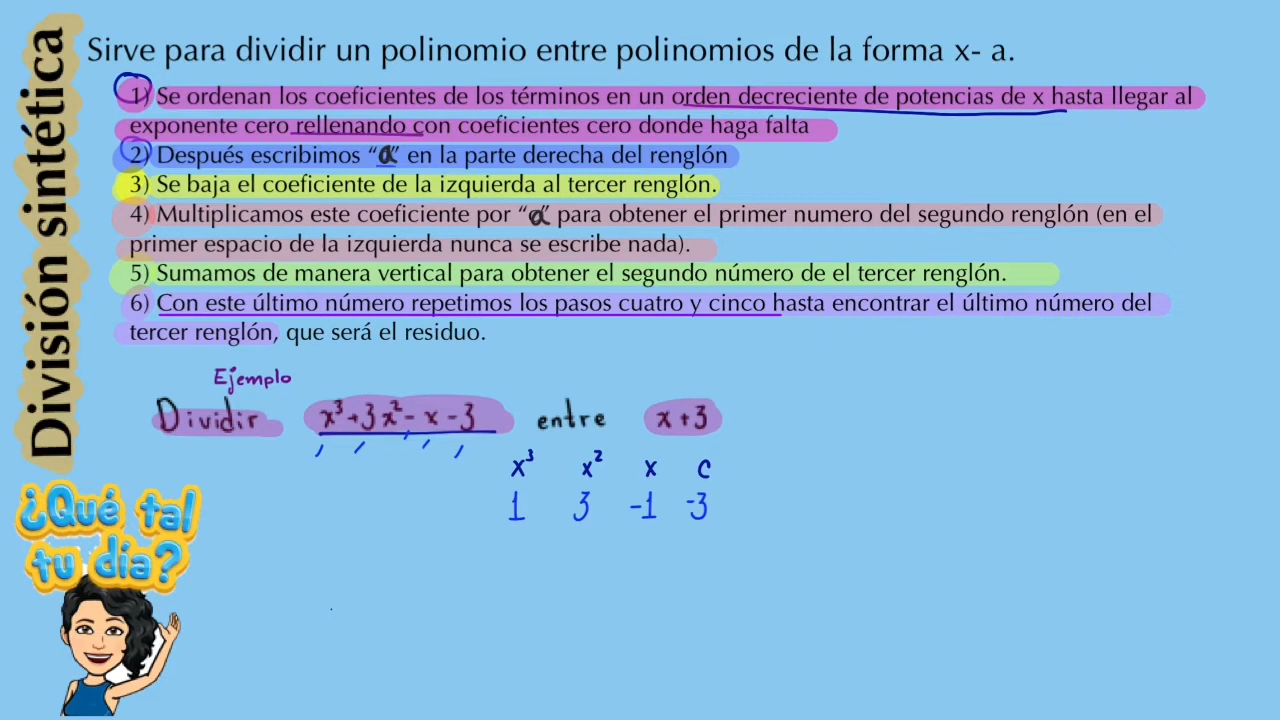 División sintética
Sirve para dividir un polinomio entre polinomios de la forma x- a.
1) Se ordenan los coeficientes de los términos en un orden decreciente de potencias de x hasta llegar al
exponente cero rellenando con coeficientes cero donde haga falta
2) Después escribimos “a” en la parte derecha del renglón
3) Se baja el coeficiente de la izquierda al tercer renglón.
4) Multiplicamos este coeficiente por “a” para obtener el primer numero del segundo renglón (en el
primer espacio de la izquierda nunca se escribe nada).
5) Sumamos de manera vertical para obtener el segundo número de el tercer renglón.
6) Con este último número repetimos los pasos cuatro y cinco hasta encontrar el último número del
tercer renglón, que será el residuo.
Ejemplo
Dividir x³+3x²- x -3 entre x+3
x³ x² x c
1 3 -1 -3
¿Qué tal
tu día?